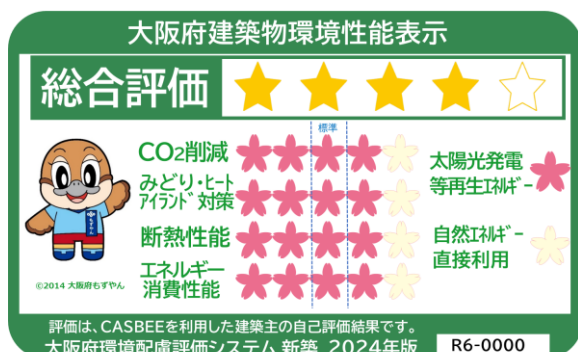 大阪府建築物環境性能表示
総合評価
標準
CO2削減
みどり・ヒート
アイランド対策
断熱性能
エネルギー
消費性能
太陽光発電
等再生エネルギー
自然エネルギー
直接利用
もずやん
©2014 大阪府もずやん
評価は、CASBEEを利用した建築主の自己評価結果です。
大阪府環境配慮評価システム 新築 2024年版
R6-0000